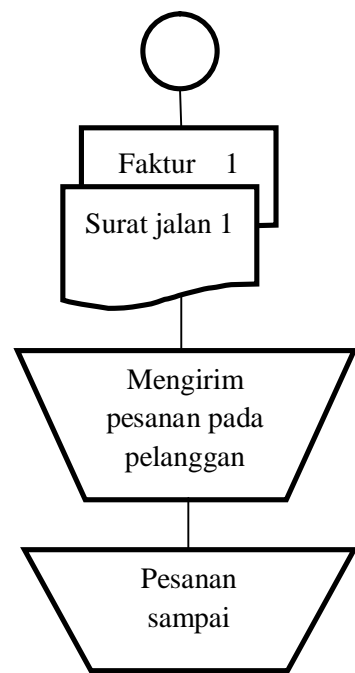 Faktur 1
Surat jalan 1
Mengirim
pesanan pada
pelanggan
Pesanan
sampai